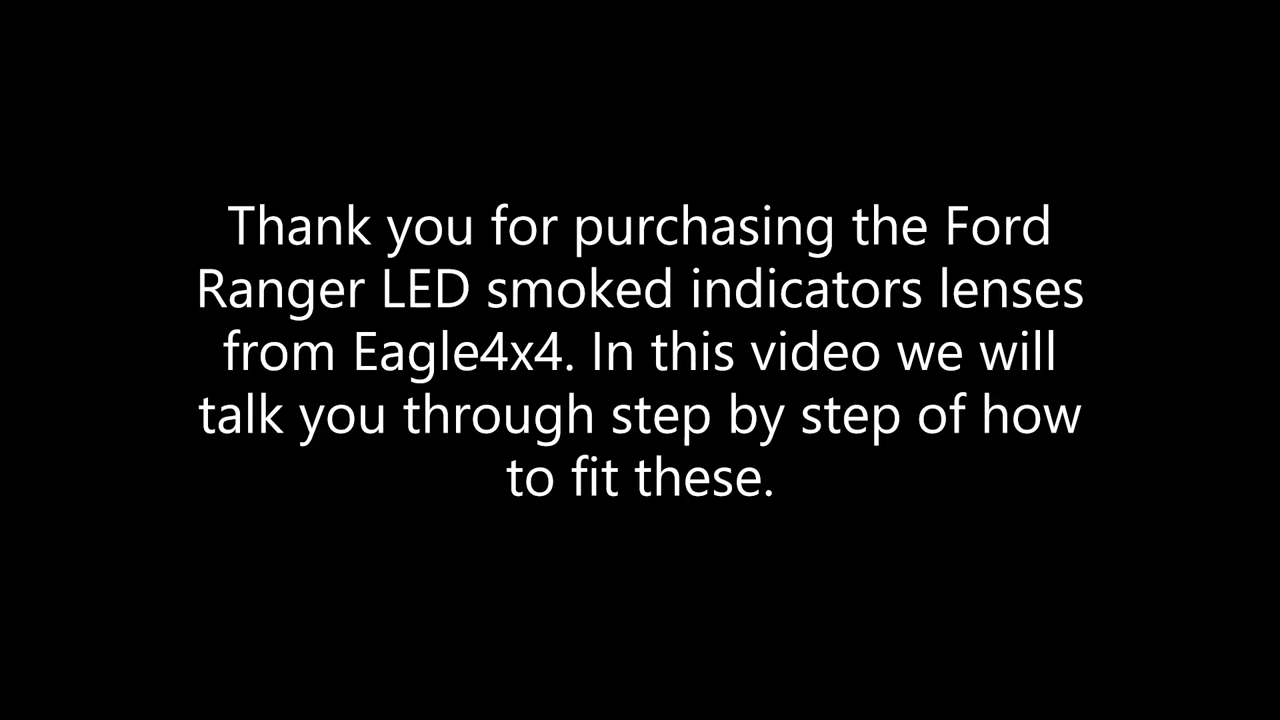 Thank you for purchasing the Ford
Ranger LED smoked indicators lenses
from Eagle4x4. In this video we will
talk you through step by step of how
to fit these.